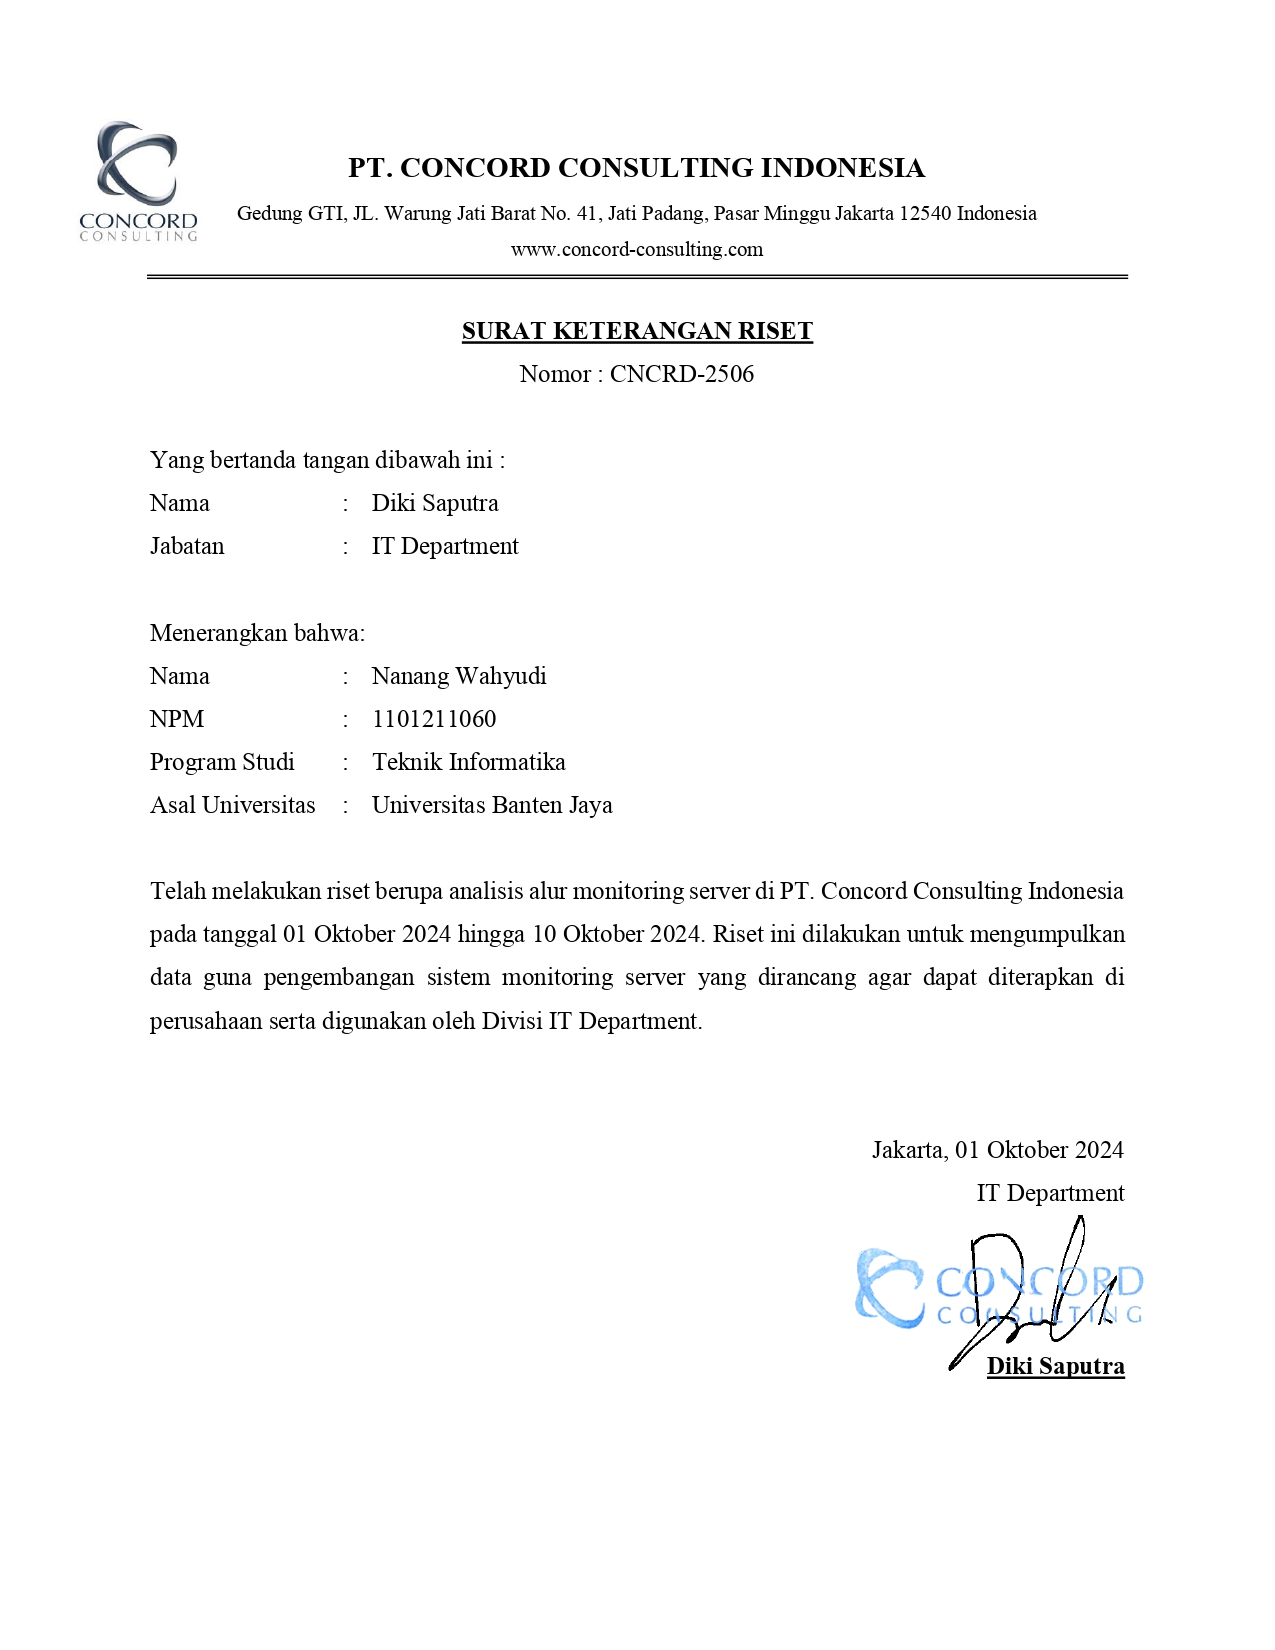 CONCORD
CONSULTING
PT. CONCORD CONSULTING INDONESIA
Gedung GTI, JL. Warung Jati Barat No. 41, Jati Padang, Pasar Minggu Jakarta 12540 Indonesia
www.concord-consulting.com
SURAT KETERANGAN RISET
Nomor : CNCRD-2506
Yang bertanda tangan dibawah ini :
Nama : Diki Saputra
Jabatan : IT Department
Menerangkan bahwa:
Nama : Nanang Wahyudi
NPM : 1101211060
Program Studi : Teknik Informatika
Asal Universitas : Universitas Banten Jaya
Telah melakukan riset berupa analisis alur monitoring server di PT. Concord Consulting Indonesia
pada tanggal 01 Oktober 2024 hingga 10 Oktober 2024. Riset ini dilakukan untuk mengumpulkan
data guna pengembangan sistem monitoring server yang dirancang agar dapat diterapkan di
perusahaan serta digunakan oleh Divisi IT Department.
Jakarta, 01 Oktober 2024
IT Department
CONCORD
CONSULTING
Diki Saputra